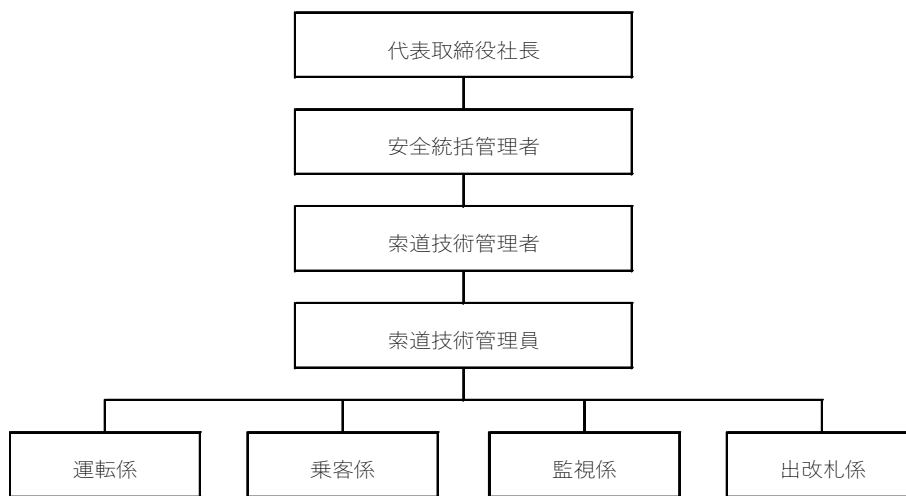 代表取締役社長
安全統括管理者
索道技術管理者
索道技術管理員
運転係
乗客係
監視係
出改札係